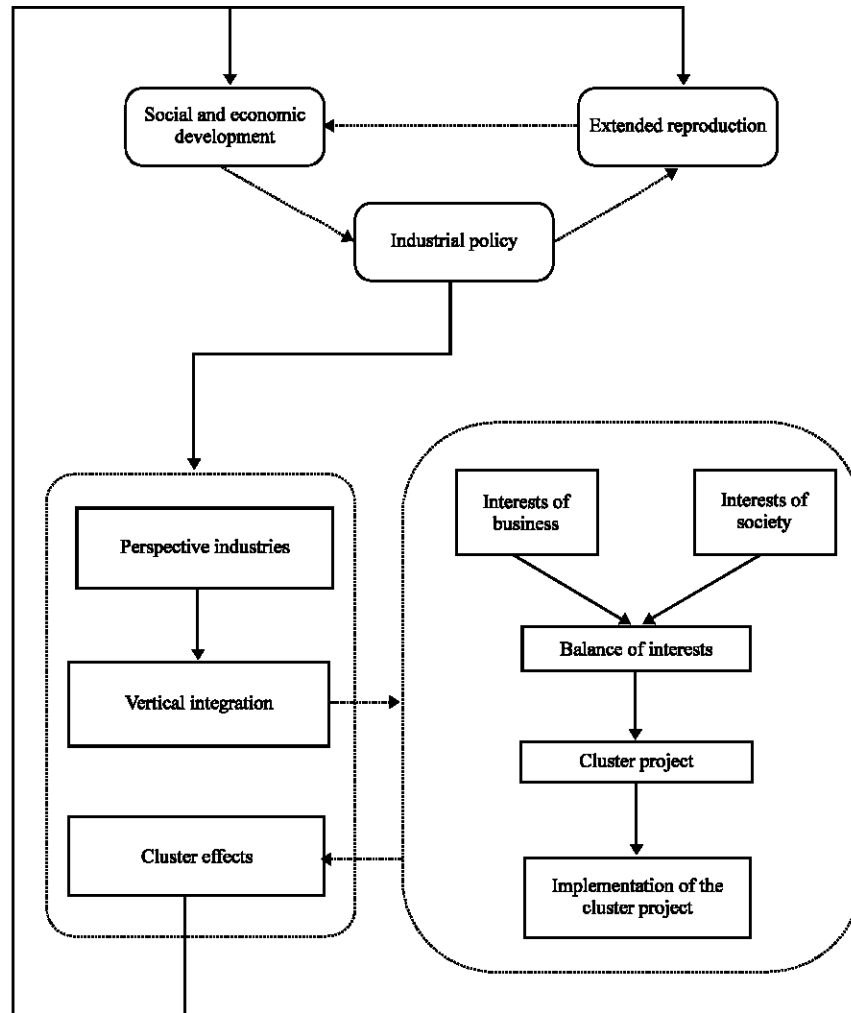 Social and economic
development
Extended reproduction
Industrial policy
Perspective industries
Vertical integration
Cluster effects
Interests of
business
Interests of
society
Balance of interests
Cluster project
Implementation of the
cluster project